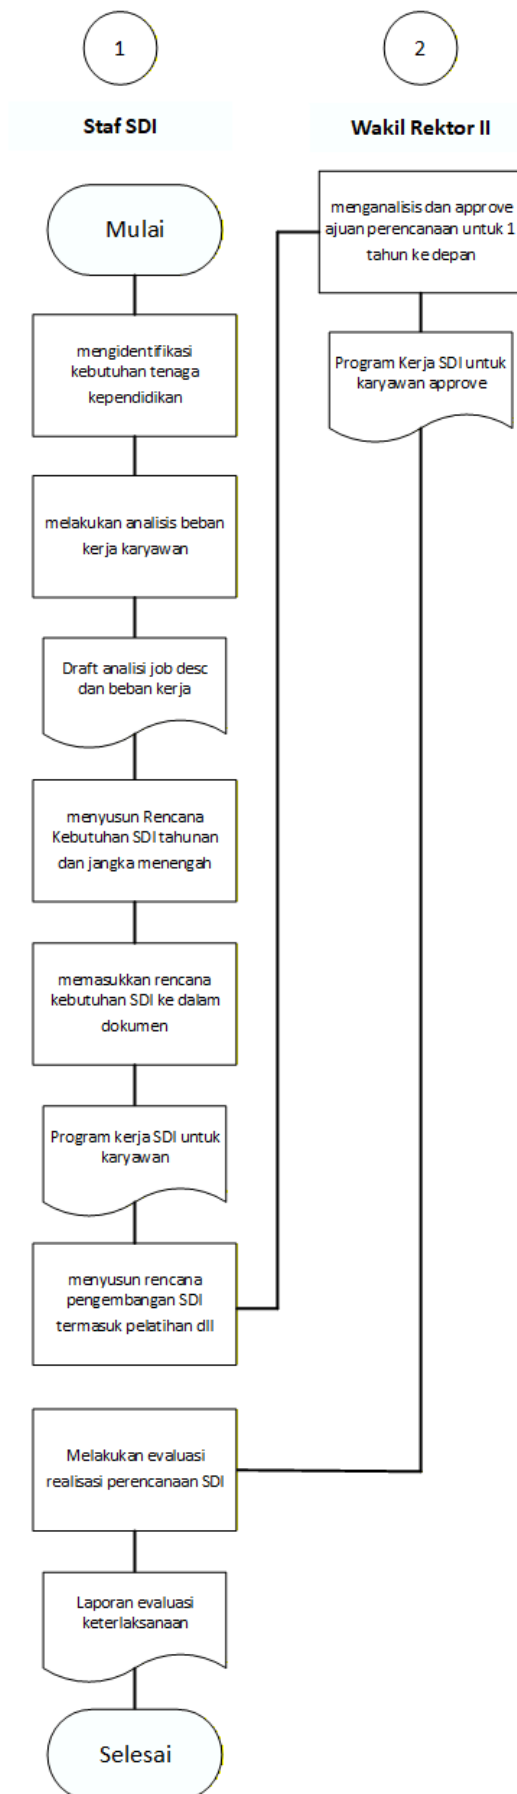 1
2
Staf SDI
Wakil Rektor II
Mulai
mengidentifikasi
kebutuhan tenaga
kependidikan
melakukan analisis beban
kerja karyawan
Draft analisi job desc
dan beban kerja
menyusun Rencana
Kebutuhan SDI tahunan
dan jangka menengah
memasukkan rencana
kebutuhan SDI ke dalam
dokumen
Program kerja SDI untuk
karyawan
menyusun rencana
pengembangan SDI
termasuk pelatihan dll
menganalisis dan approve
ajuan perencanaan untuk 1
tahun ke depan
Program Kerja SDI untuk
karyawan approve
Melakukan evaluasi
realisasi perencanaan SDI
Laporan evaluasi
keterlaksanaan
Selesai